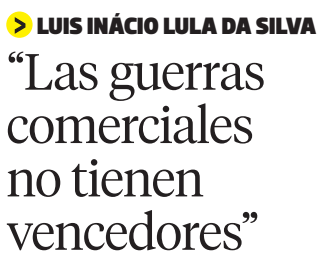 > LUIS INÁCIO LULA DA SILVA
“Las guerras
comerciales
no tienen
vencedores”